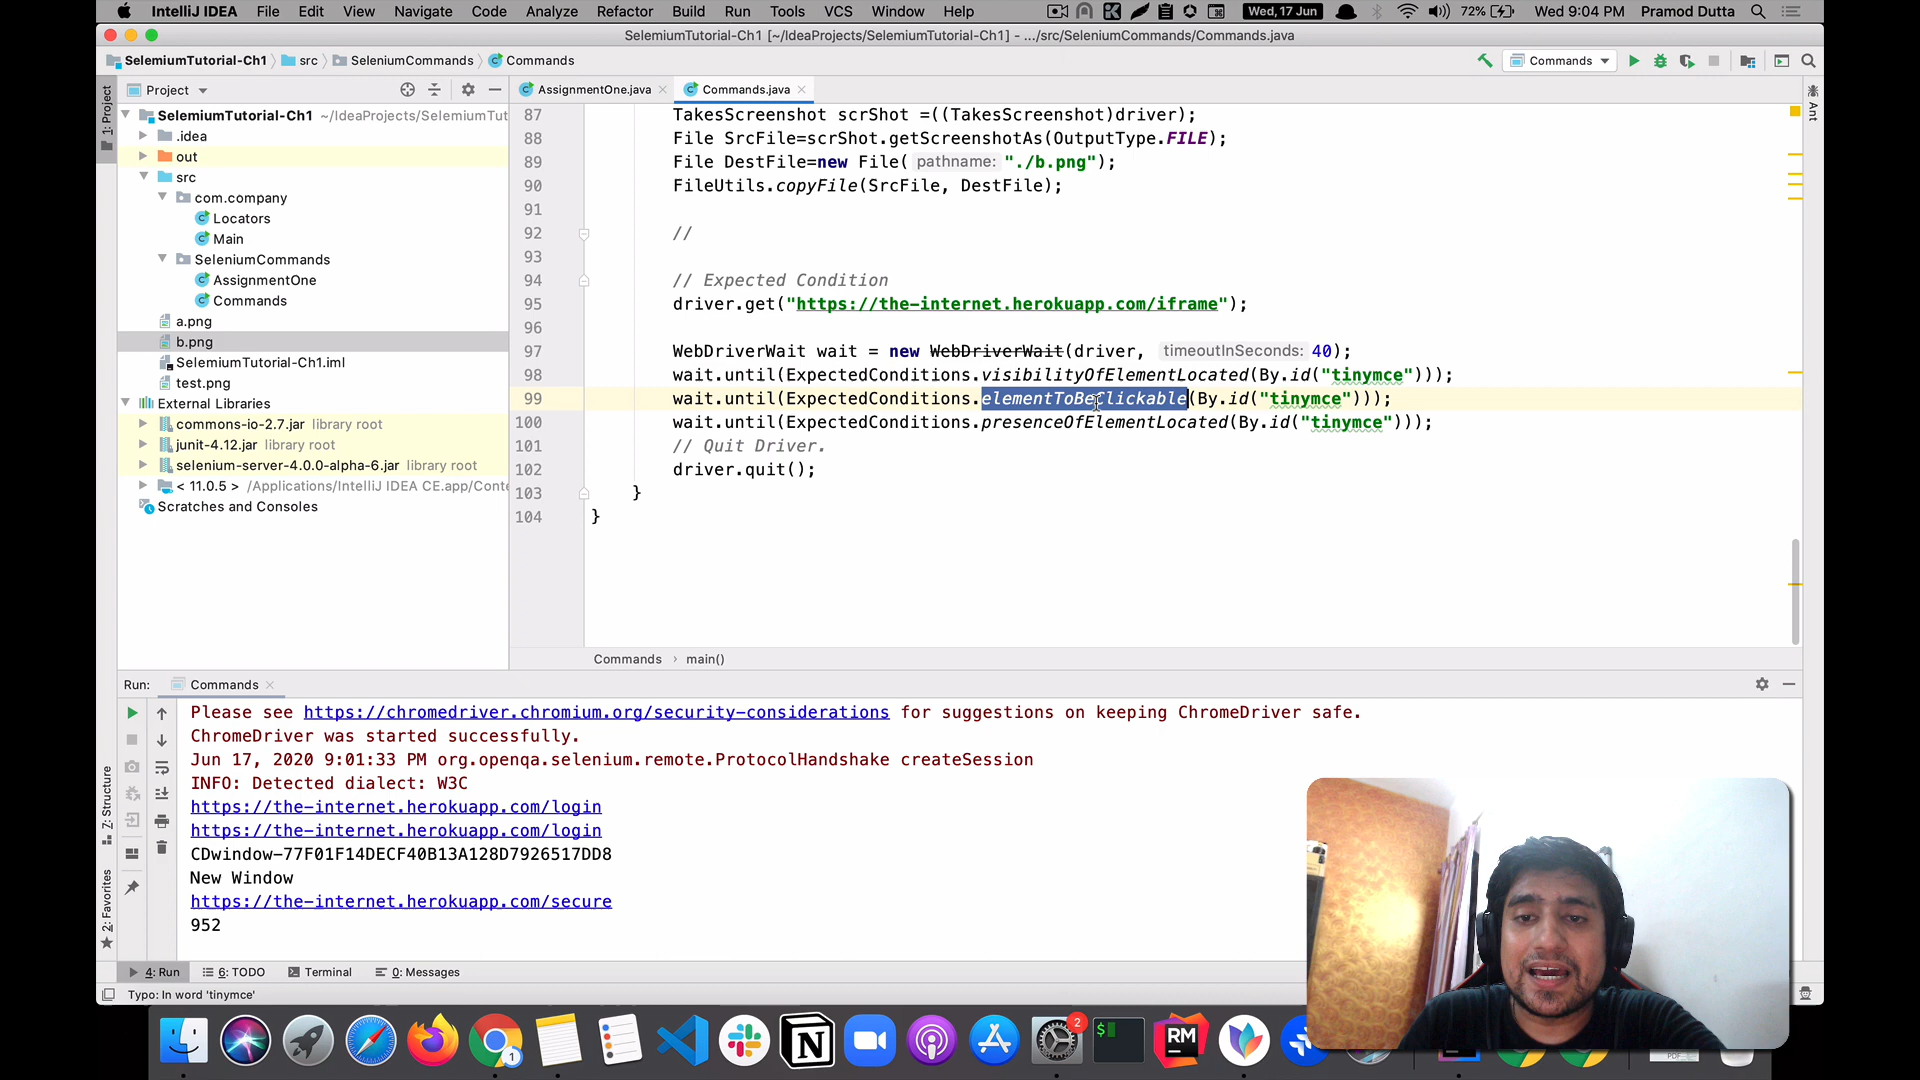 IntelliJ IDEA File Edit View Navigate Code Analyze Refactor Build Run Tools VCS Window Help Wed, 17 Jun 72% Wed 9:04 PM Pramod Dutta
SelemiumTutorial-Ch1 [~/IdeaProjects/SelemiumTutorial-Ch1] - .../src/SeleniumCommands/Commands.java
SelemiumTutorial-Ch1 src SeleniumCommands Commands Commands
Project AssignmentOne.java Commands.java
1: Project
Ant
SelemiumTutorial-Ch1 ~/IdeaProjects/SelemiumTut
.idea
out
src
com.company
Locators
Main
SeleniumCommands
AssignmentOne
Commands
a.png
b.png
SelemiumTutorial-Ch1.iml
test.png
External Libraries
commons-io-2.7.jar library root
junit-4.12.jar library root
selenium-server-4.0.0-alpha-6.jar library root
< 11.0.5 > /Applications/IntelliJ IDEA CE.app/Conte
Scratches and Consoles
87 TakesScreenshot scrShot =((TakesScreenshot)driver);
88 File SrcFile=scrShot.getScreenshotAs(OutputType.FILE);
89 File DestFile=new File( pathname: "./b.png");
90 FileUtils.copyFile(SrcFile, DestFile);
91
92 //
93
94 // Expected Condition
95 driver.get("https://the-internet.herokuapp.com/iframe");
96
97 WebDriverWait wait = new WebDriverWait(driver, timeoutInSeconds: 40);
98 wait.until(ExpectedConditions.visibilityOfElementLocated(By.id("tinymce")));
99 wait.until(ExpectedConditions.elementToBeClickable(By.id("tinymce")));
100 wait.until(ExpectedConditions.presenceOfElementLocated(By.id("tinymce")));
101 // Quit Driver.
102 driver.quit();
103 }
104 }
Commands › main()
Run: Commands
Please see https://chromedriver.chromium.org/security-considerations for suggestions on keeping ChromeDriver safe.
ChromeDriver was started successfully.
Jun 17, 2020 9:01:33 PM org.openqa.selenium.remote.ProtocolHandshake createSession
INFO: Detected dialect: W3C
https://the-internet.herokuapp.com/login
https://the-internet.herokuapp.com/login
CDwindow-77F01F14DECF40B13A128D7926517DD8
New Window
https://the-internet.herokuapp.com/secure
952
7: Structure
2: Favorites
4: Run 6: TODO Terminal 0: Messages
Typo: In word 'tinymce'
1 N 2 $ RM
PDF